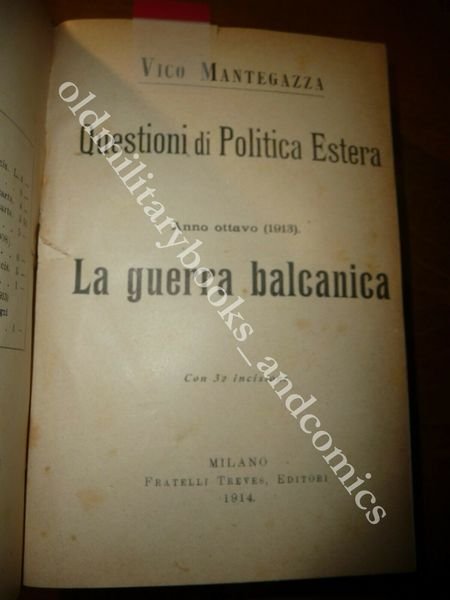 VICO MANTEGAZZA
Questioni di Politica Estera
Anno ottavo (1913).
La guerra balcanica
Con 32
MILANO
FRATELLI TREVES, EDITORI
1914.
oldmilitarybooks_andcomics